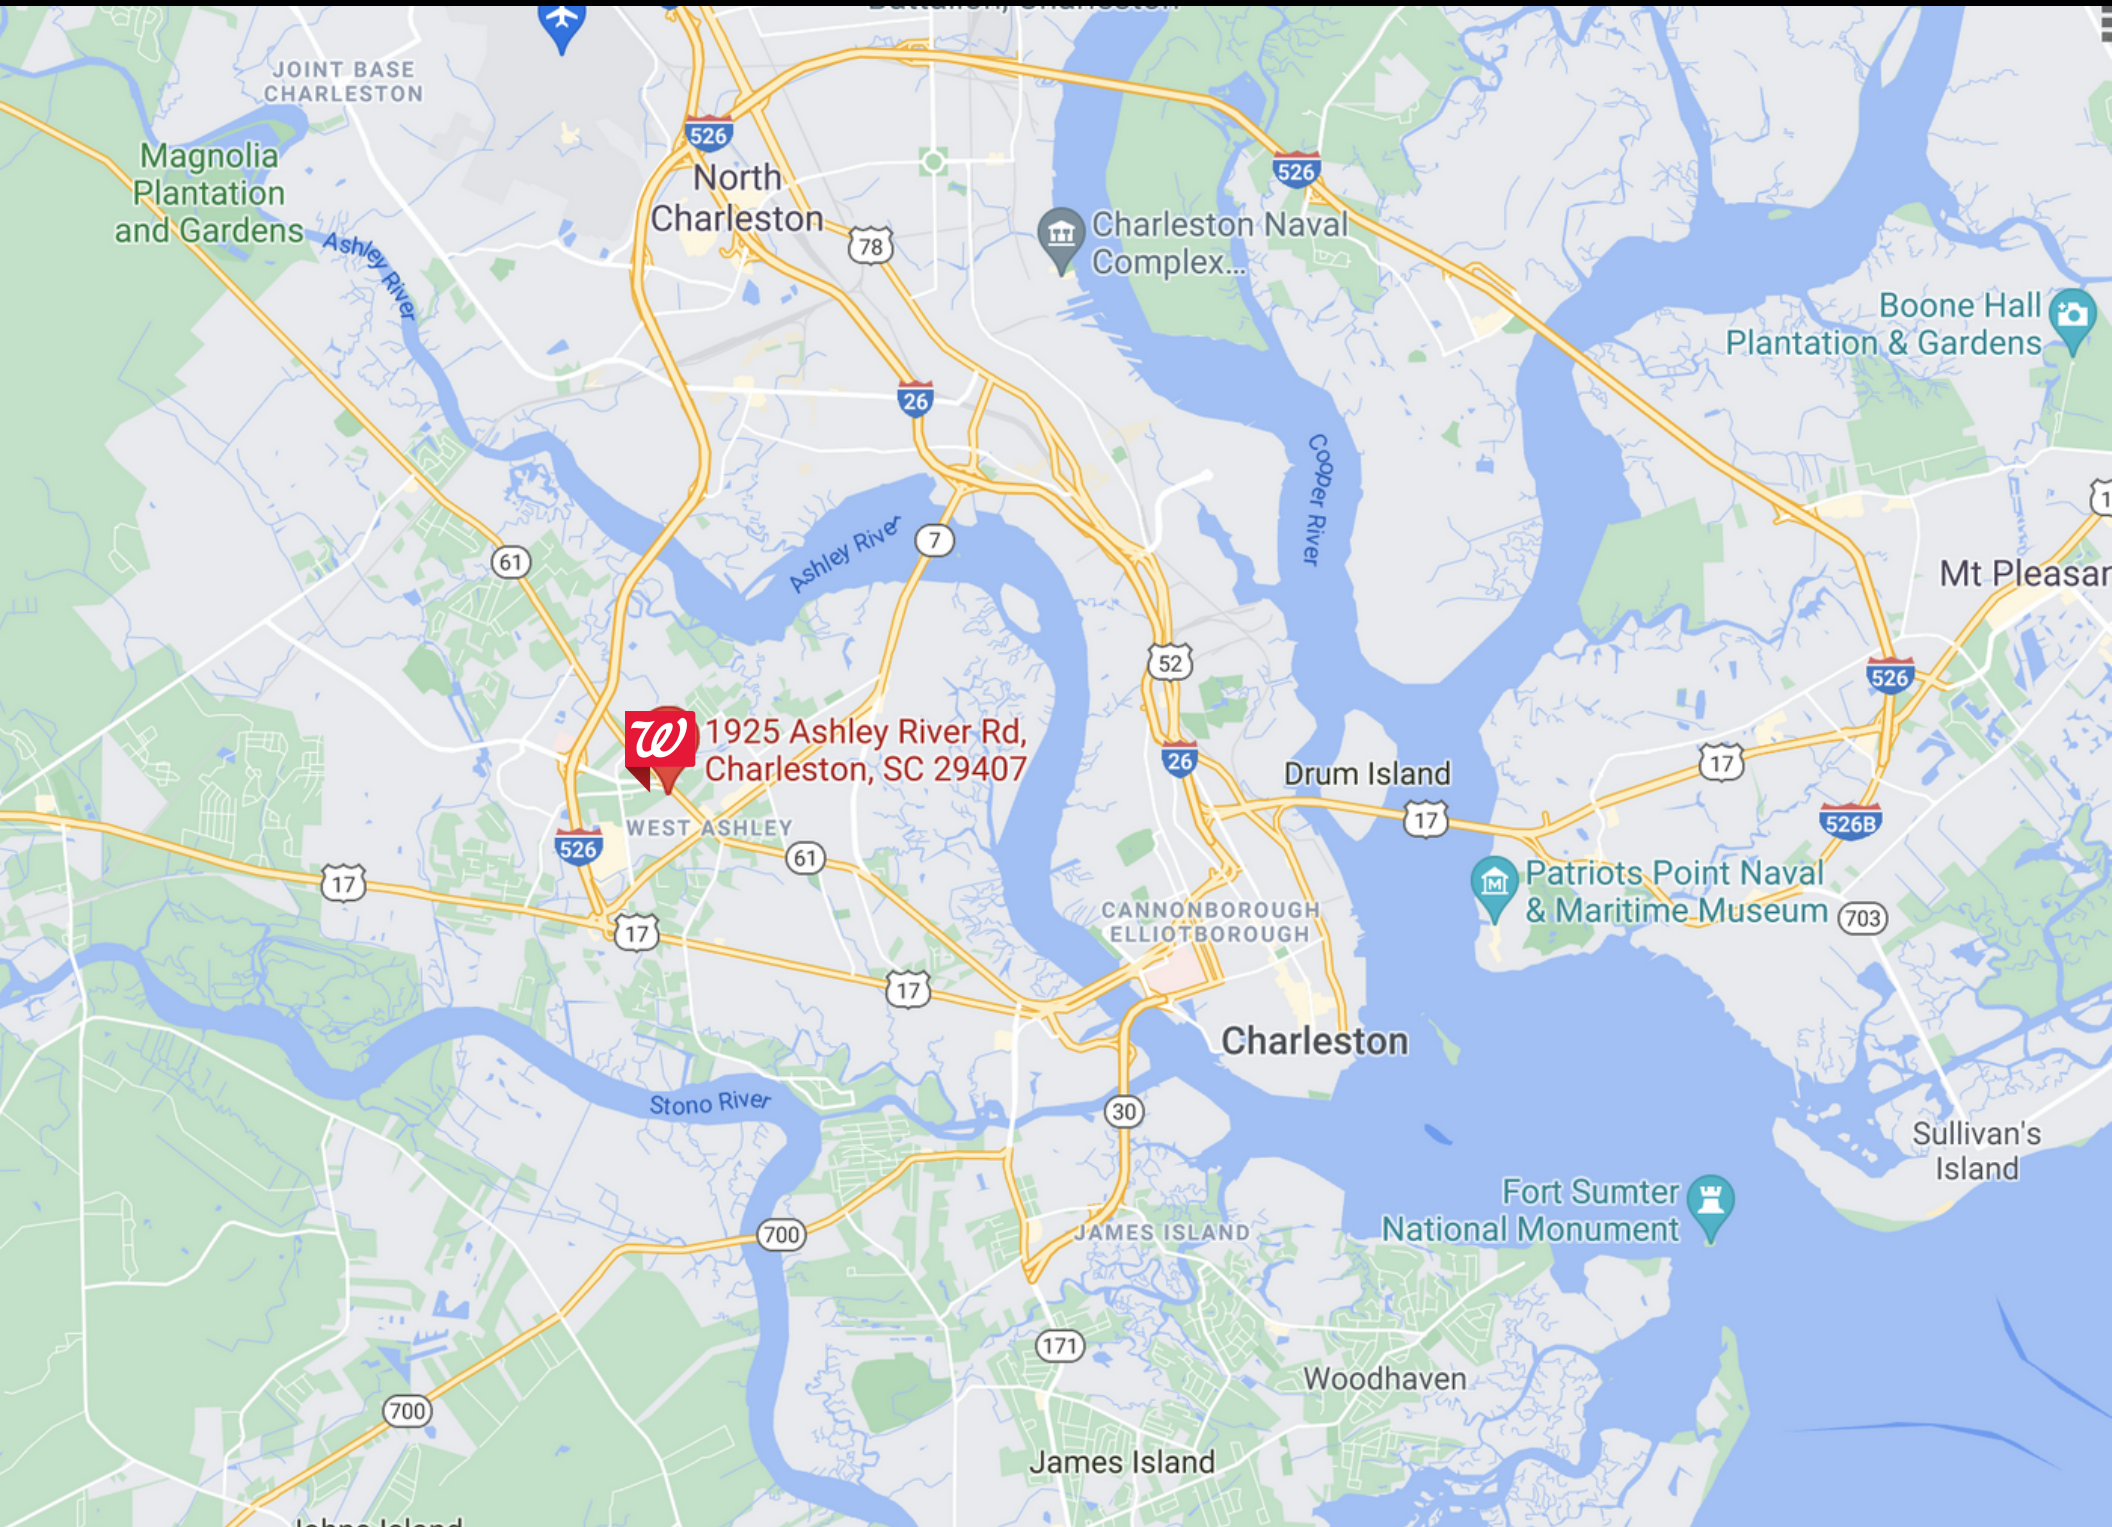 JOINT BASE
CHARLESTON
Magnolia
Plantation
and Gardens
Ashley River
526
North
Charleston
78
Charleston Naval
Complex...
526
Boone Hall
Plantation & Gardens
26
Cooper River
Ashley River
7
61
Mt Pleasan
52
526
W
1925 Ashley River Rd,
Charleston, SC 29407
26
Drum Island
17
17
526B
WEST ASHLEY
61
526
17
17
17
Patriots Point Naval
& Maritime Museum
703
CANNONBOROUGH
ELLIOTBOROUGH
Charleston
Stono River
30
Sullivan's
Island
Fort Sumter
National Monument
700
JAMES ISLAND
171
Woodhaven
700
James Island